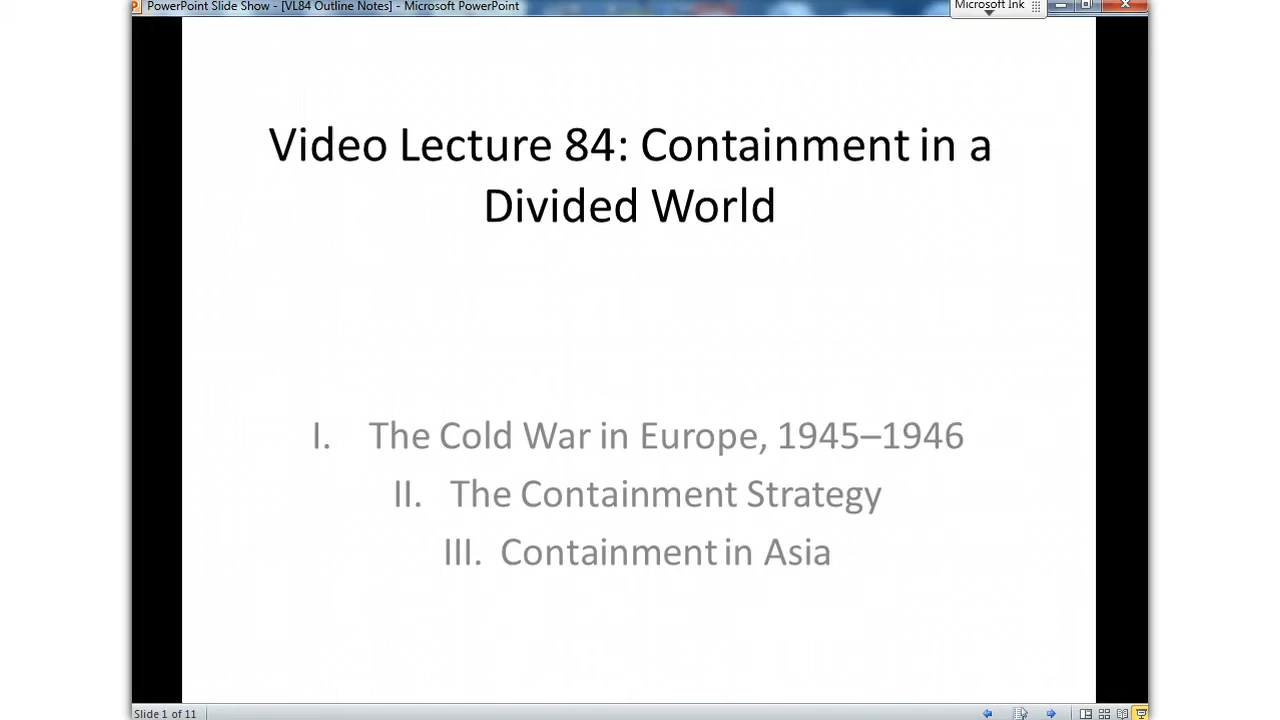 PowerPoint Slide Show - [VL84 Outline Notes] - Microsoft PowerPoint
Microsoft Ink
Video Lecture 84: Containment in a
Divided World
I. The Cold War in Europe, 1945–1946
II. The Containment Strategy
III. Containment in Asia
Slide 1 of 11